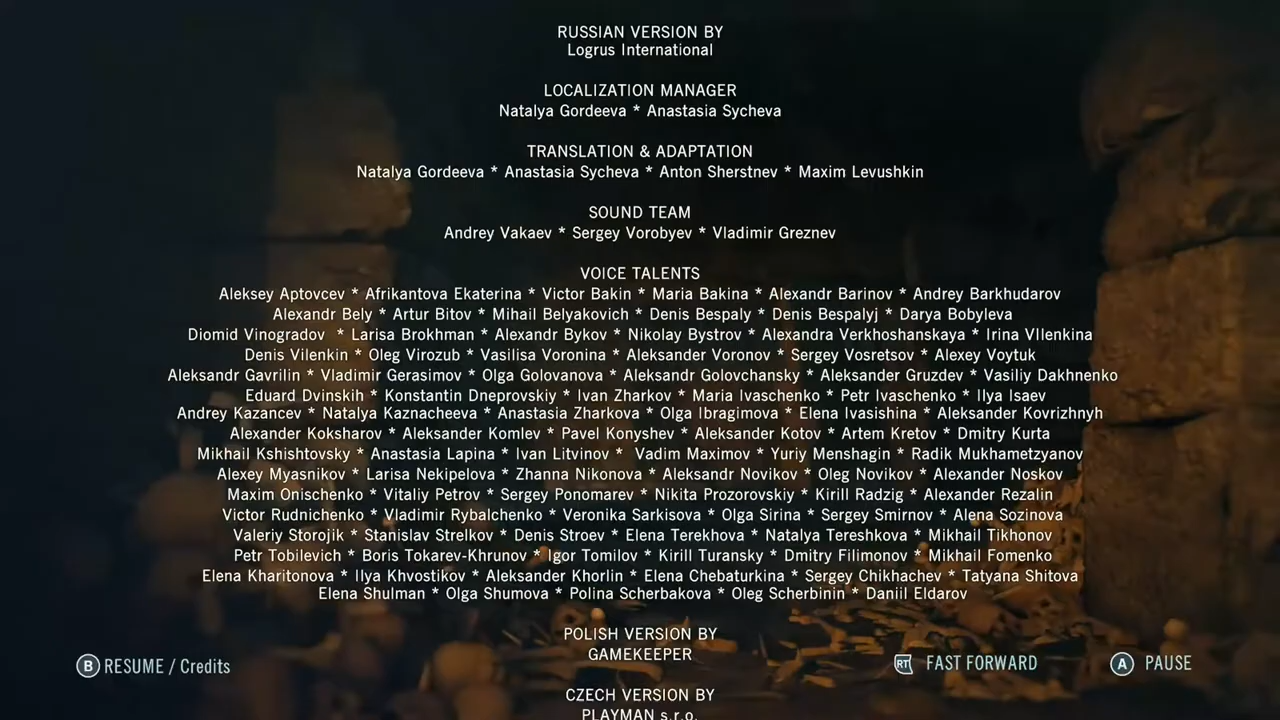 RUSSIAN VERSION BY
Logrus International
LOCALIZATION MANAGER
Natalya Gordeeva * Anastasia Sycheva
TRANSLATION & ADAPTATION
Natalya Gordeeva * Anastasia Sycheva * Anton Sherstnev * Maxim Levushkin
SOUND TEAM
Andrey Vakaev * Sergey Vorobyev * Vladimir Greznev
VOICE TALENTS
Aleksey Aptovcev * Afrikantova Ekaterina * Victor Bakin * Maria Bakina * Alexandr Barinov * Andrey Barkhudarov
Alexandr Bely * Artur Bitov * Mihail Belyakovich * Denis Bespaly * Denis Bespalyj * Darya Bobyleva
Diomid Vinogradov * Larisa Brokhman * Alexandr Bykov * Nikolay Bystrov * Alexandra Verkhoshanskaya * Irina VIlenkina
Denis Vilenkin * Oleg Virozub * Vasilisa Voronina * Aleksander Voronov * Sergey Vosretsov * Alexey Voytuk
Aleksandr Gavrilin * Vladimir Gerasimov * Olga Golovanova * Aleksandr Golovchansky * Aleksander Gruzdev * Vasiliy Dakhnenko
Eduard Dvinskih * Konstantin Dneprovskiy * Ivan Zharkov * Maria Ivaschenko * Petr Ivaschenko * Ilya Isaev
Andrey Kazancev * Natalya Kaznacheeva * Anastasia Zharkova * Olga Ibragimova * Elena Ivasishina * Aleksander Kovrizhnyh
Alexander Koksharov * Aleksander Komlev * Pavel Konyshev * Aleksander Kotov * Artem Kretov * Dmitry Kurta
Mikhail Kshishtovsky * Anastasia Lapina * Ivan Litvinov * Vadim Maximov * Yuriy Menshagin * Radik Mukhametzyanov
Alexey Myasnikov * Larisa Nekipelova * Zhanna Nikonova * Aleksandr Novikov * Oleg Novikov * Alexander Noskov
Maxim Onischenko * Vitaliy Petrov * Sergey Ponomarev * Nikita Prozorovskiy * Kirill Radzig * Alexander Rezalin
Victor Rudnichenko * Vladimir Rybalchenko * Veronika Sarkisova * Olga Sirina * Sergey Smirnov * Alena Sozinova
Valeriy Storojik * Stanislav Strelkov * Denis Stroev * Elena Terekhova * Natalya Tereshkova * Mikhail Tikhonov
Petr Tobilevich * Boris Tokarev-Khrunov * Igor Tomilov * Kirill Turansky * Dmitry Filimonov * Mikhail Fomenko
Elena Kharitonova * Ilya Khvostikov * Aleksander Khorlin * Elena Chebaturkina * Sergey Chikhachev * Tatyana Shitova
Elena Shulman * Olga Shumova * Polina Scherbakova * Oleg Scherbinin * Daniil Eldarov
POLISH VERSION BY
GAMEKEEPER
B RESUME / Credits
RT FAST FORWARD
A PAUSE
CZECH VERSION BY
PLAYMAN s.r.o.